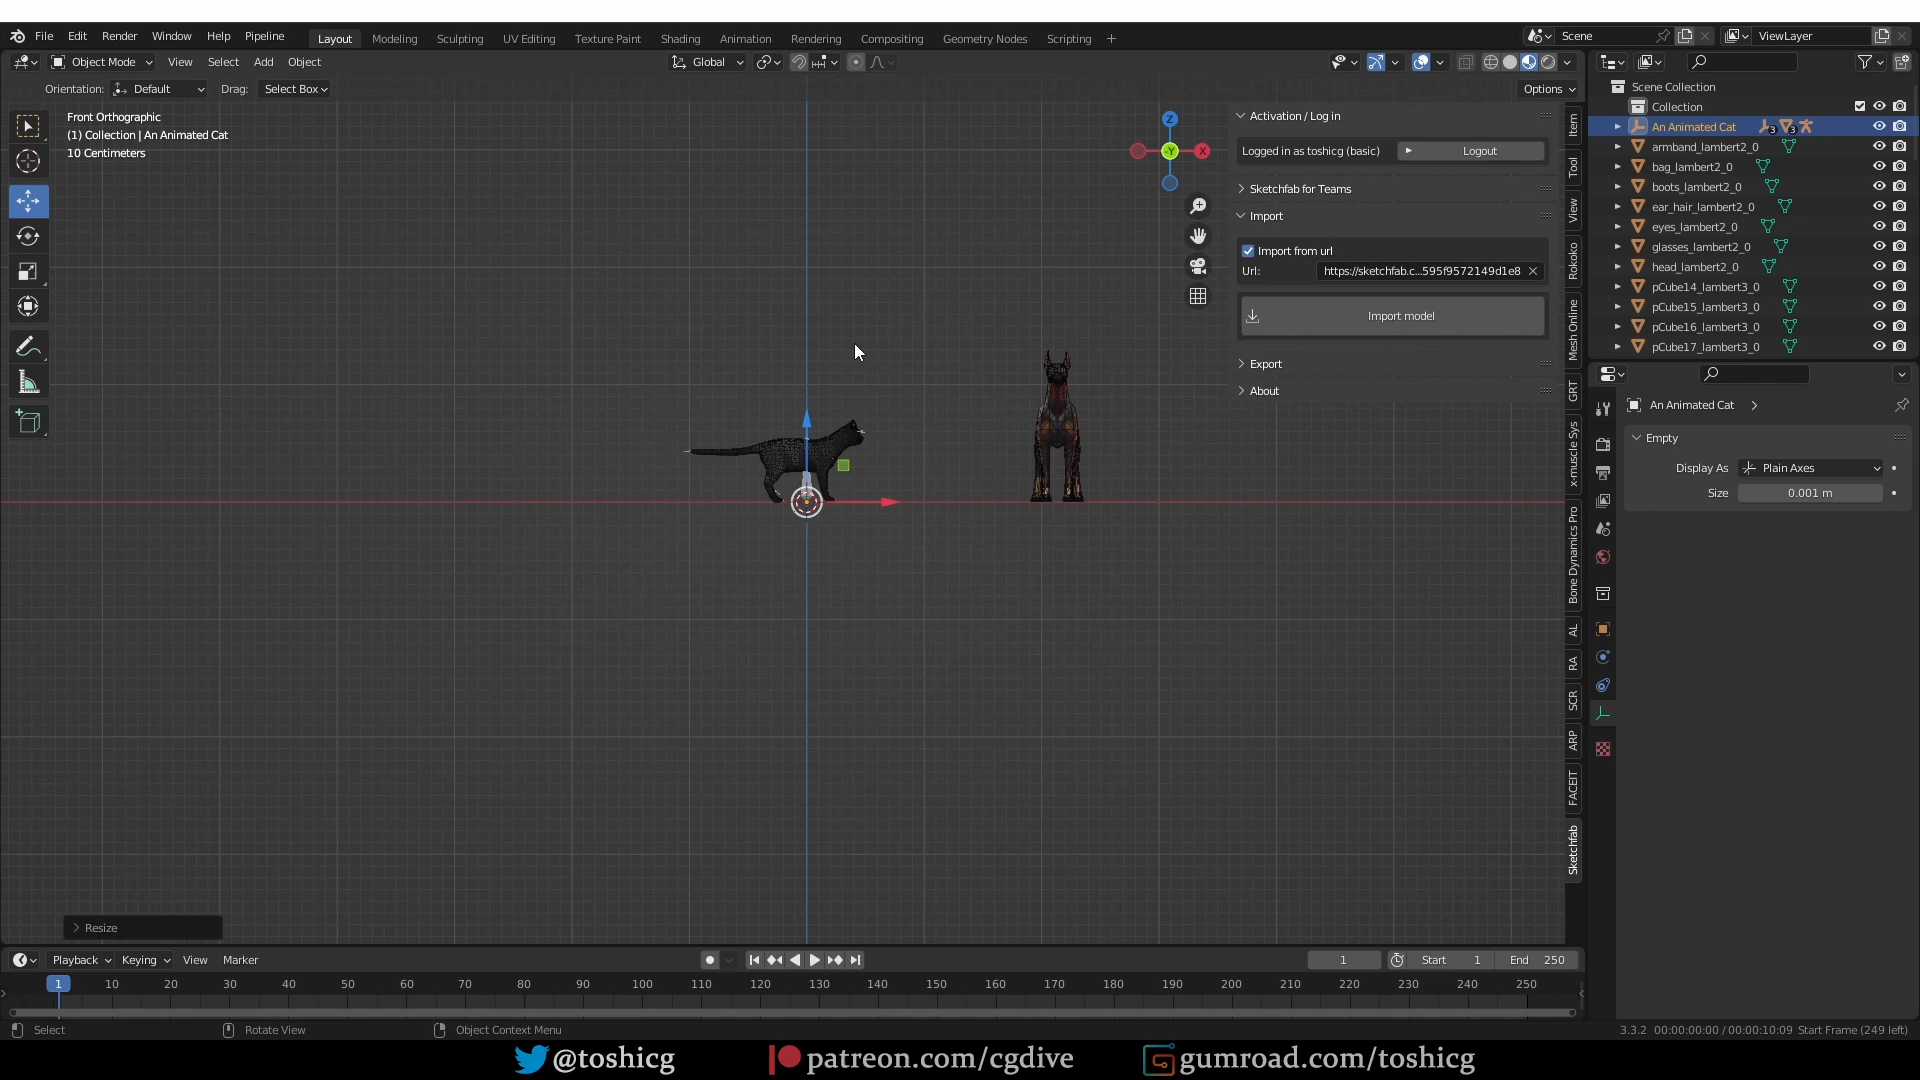 File Edit Render Window Help Pipeline Layout Modeling Sculpting UV Editing Texture Paint Shading Animation Rendering Compositing Geometry Nodes Scripting + Scene ViewLayer
Object Mode View Select Add Object Global
Orientation: Default Drag: Select Box Options
Front Orthographic
(1) Collection | An Animated Cat
10 Centimeters
Z
-Y
X
Activation / Log in
Logged in as toshicg (basic) Logout
Sketchfab for Teams
Import
Import from url
Url: https://sketchfab.c...595f9572149d1e8
Import model
Export
About
Item
Tool
View
Rokoko
Mesh Online
GRT
x-muscle Sys
Bone Dynamics Pro
AL
RA
SCR
ARP
FACEIT
Sketchfab
Scene Collection
Collection
An Animated Cat 3 3
armband_lambert2_0
bag_lambert2_0
boots_lambert2_0
ear_hair_lambert2_0
eyes_lambert2_0
glasses_lambert2_0
head_lambert2_0
pCube14_lambert3_0
pCube15_lambert3_0
pCube16_lambert3_0
pCube17_lambert3_0
An Animated Cat
Empty
Display As Plain Axes
Size 0.001 m
Resize
Playback Keying View Marker 1 Start 1 End 250
1 10 20 30 40 50 60 70 80 90 100 110 120 130 140 150 160 170 180 190 200 210 220 230 240 250
Select Rotate View Object Context Menu 3.3.2 00:00:00:00 / 00:00:10:09 Start Frame (249 left)
@toshicg patreon.com/cgdive gumroad.com/toshicg